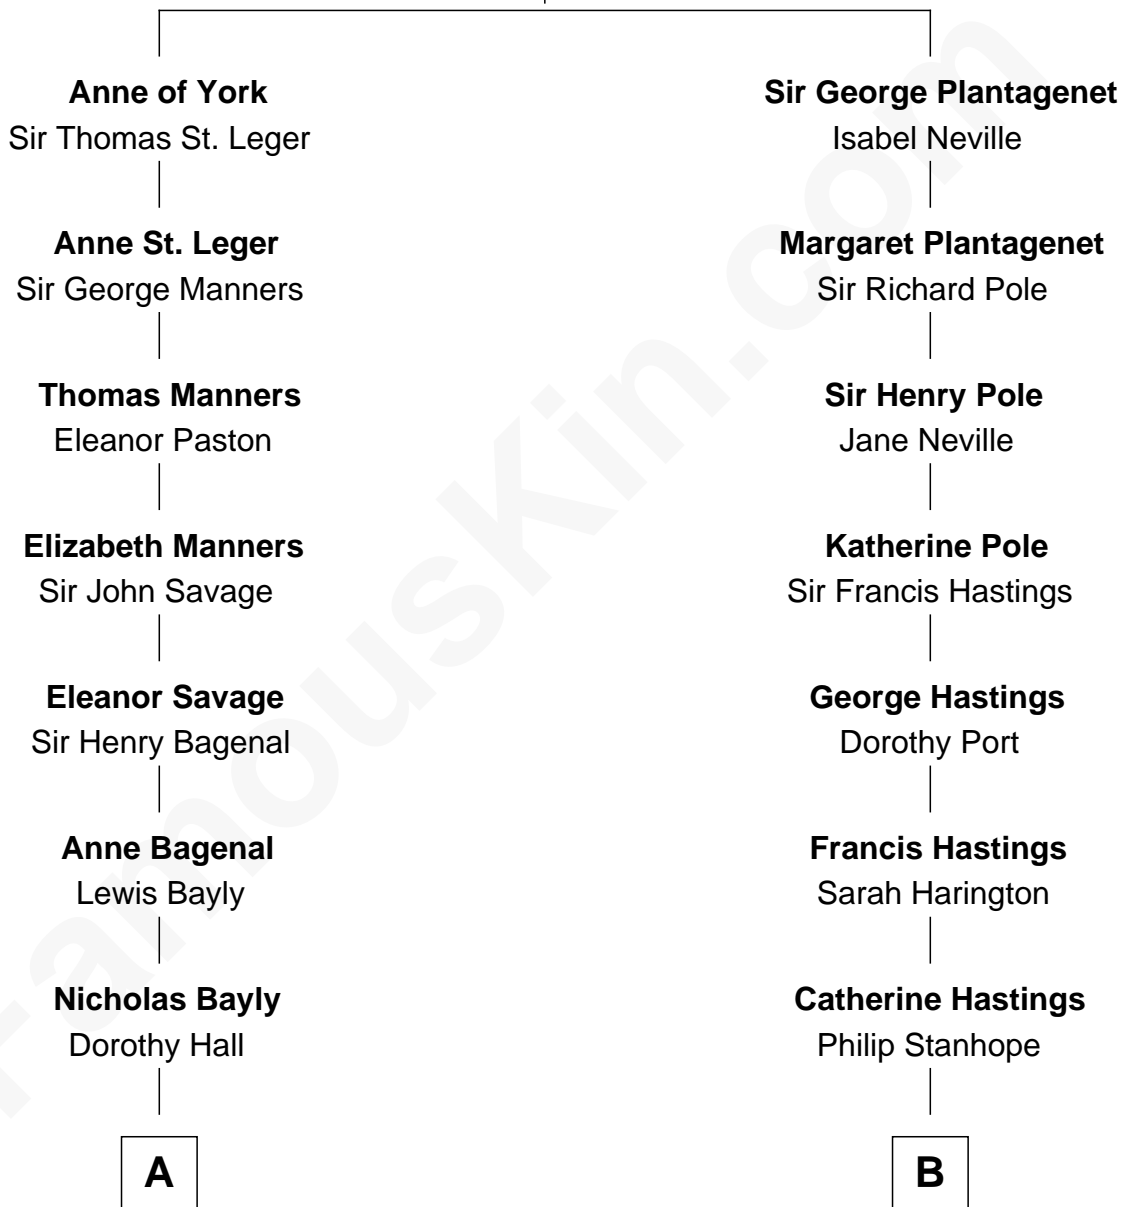 Anne of York
Sir Thomas St. Leger
Anne St. Leger
Sir George Manners
Thomas Manners
Eleanor Paston
Elizabeth Manners
Sir John Savage
Eleanor Savage
Sir Henry Bagenal
Anne Bagenal
Lewis Bayly
Nicholas Bayly
Dorothy Hall
A
Sir George Plantagenet
Isabel Neville
Margaret Plantagenet
Sir Richard Pole
Sir Henry Pole
Jane Neville
Katherine Pole
Sir Francis Hastings
George Hastings
Dorothy Port
Francis Hastings
Sarah Harington
Catherine Hastings
Philip Stanhope
B
FamousKin.com